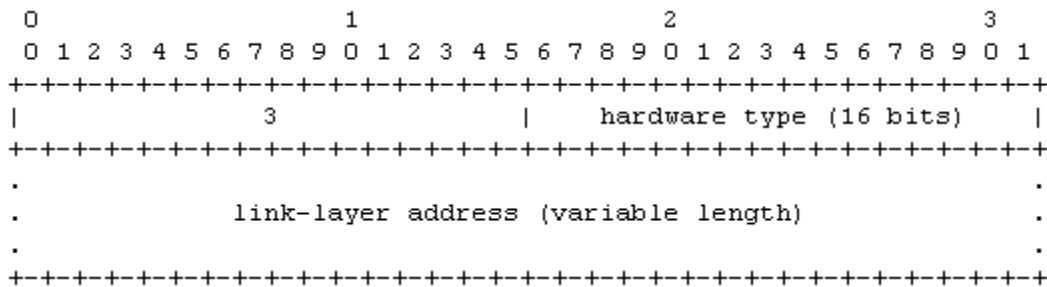 0                   1                   2                   3
 0 1 2 3 4 5 6 7 8 9 0 1 2 3 4 5 6 7 8 9 0 1 2 3 4 5 6 7 8 9 0 1
+-+-+-+-+-+-+-+-+-+-+-+-+-+-+-+-+-+-+-+-+-+-+-+-+-+-+-+-+-+-+-+-+
|               3               |    hardware type (16 bits)    |
+-+-+-+-+-+-+-+-+-+-+-+-+-+-+-+-+-+-+-+-+-+-+-+-+-+-+-+-+-+-+-+-+
.                                                               .
.             link-layer address (variable length)              .
.                                                               .
+-+-+-+-+-+-+-+-+-+-+-+-+-+-+-+-+-+-+-+-+-+-+-+-+-+-+-+-+-+-+-+-+